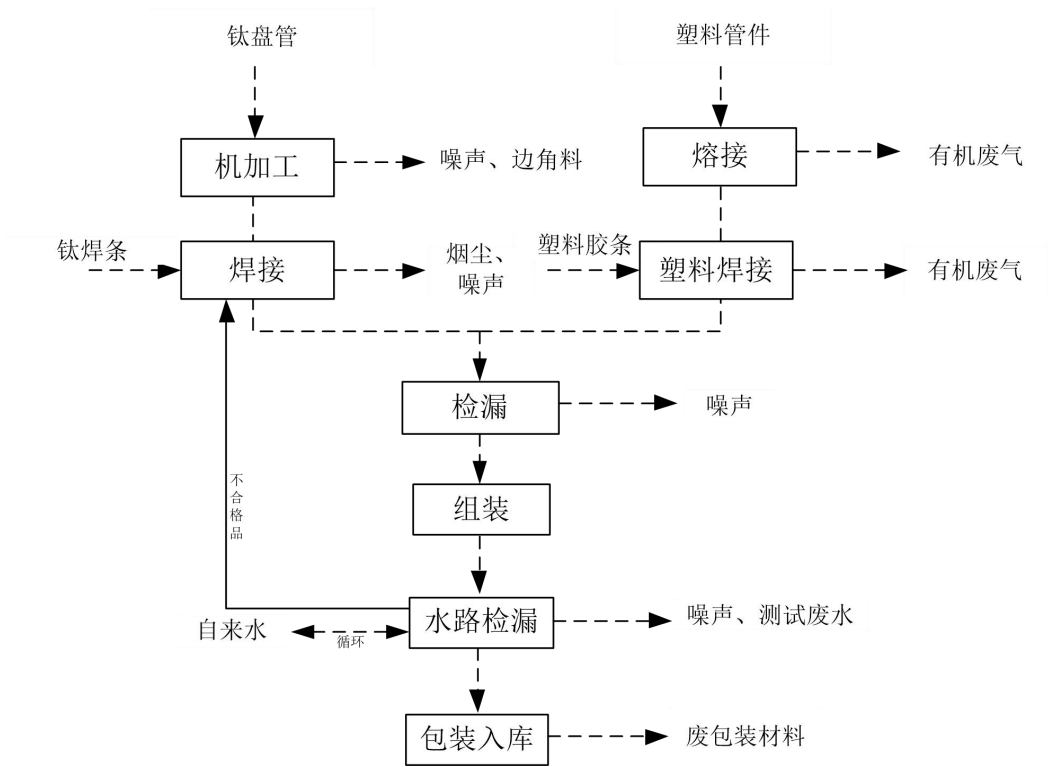 钛盘管
塑料管件
机加工
噪声、边角料
熔接
有机废气
钛焊条
焊接
烟尘、
噪声
塑料胶条
塑料焊接
有机废气
检漏
噪声
不合格品
组装
自来水
循环
水路检漏
噪声、测试废水
包装入库
废包装材料